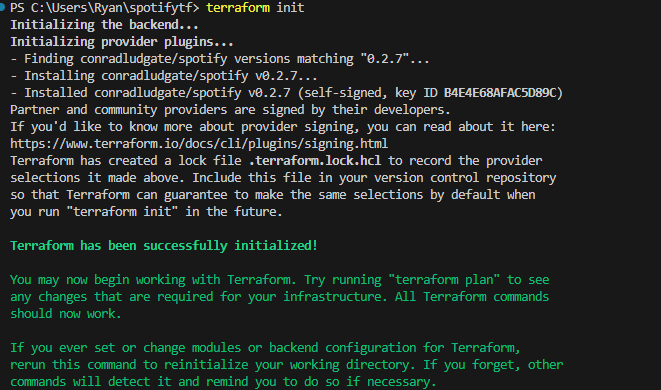 PS C:\Users\Ryan\spotifytf> terraform init
Initializing the backend...
Initializing provider plugins...
- Finding conradludgate/spotify versions matching "0.2.7"...
- Installing conradludgate/spotify v0.2.7...
- Installed conradludgate/spotify v0.2.7 (self-signed, key ID B4E4E68AFAC5D89C)
Partner and community providers are signed by their developers.
If you'd like to know more about provider signing, you can read about it here:
https://www.terraform.io/docs/cli/plugins/signing.html
Terraform has created a lock file .terraform.lock.hcl to record the provider
selections it made above. Include this file in your version control repository
so that Terraform can guarantee to make the same selections by default when
you run "terraform init" in the future.
Terraform has been successfully initialized!
You may now begin working with Terraform. Try running "terraform plan" to see
any changes that are required for your infrastructure. All Terraform commands
should now work.
If you ever set or change modules or backend configuration for Terraform,
rerun this command to reinitialize your working directory. If you forget, other
commands will detect it and remind you to do so if necessary.